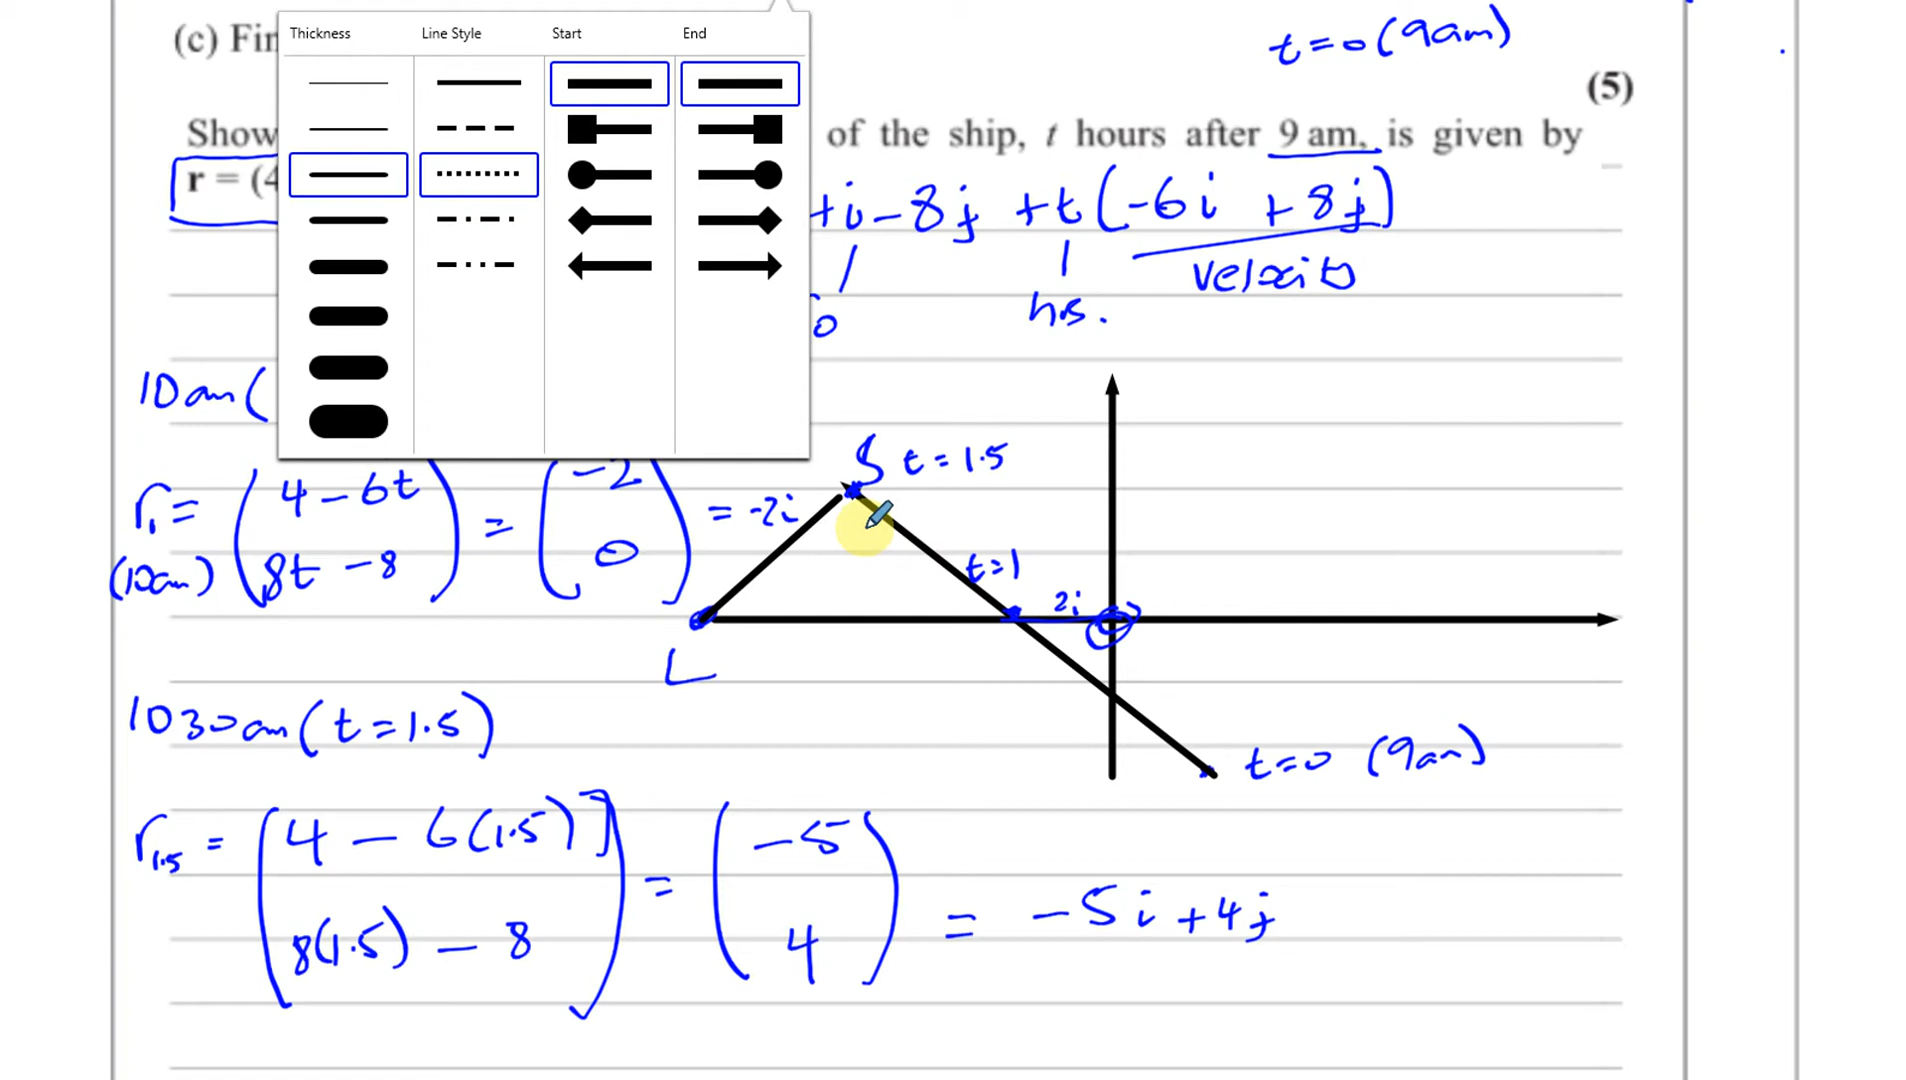 Thickness Line Style Start End
(c) Fin
t=0 (9am)
(5)
Show of the ship, t hours after 9 am, is given by
r = (4
+i-8j +t(-6i +8j)
velocity
hrs.
10am(
S t=1.5
r₁= (4-6t = (-2 = -2i
(10am) 8t-8) 0)
t=1
2i
L
1030am(t=1.5)
t=0 (9am)
r₁.₅ = (4 - 6(1.5) = (-5
8(1.5) - 8) 4) = -5i+4j